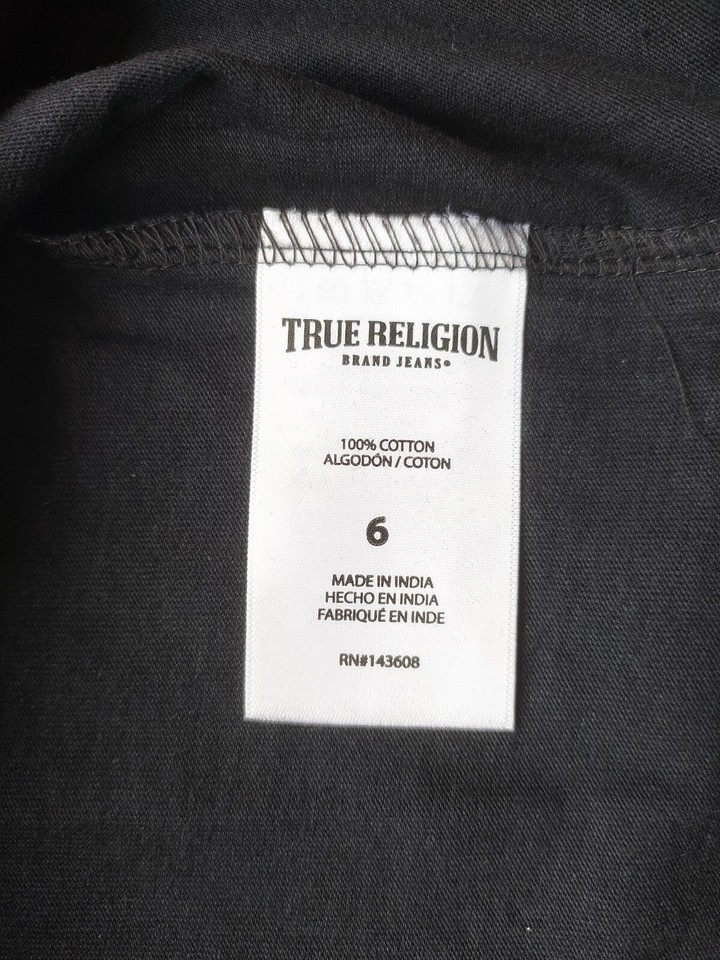 TRUE RELIGION
BRAND JEANS®
100% COTTON
ALGODÓN / COTON
6
MADE IN INDIA
HECHO EN INDIA
FABRIQUÉ EN INDE
RN#143608